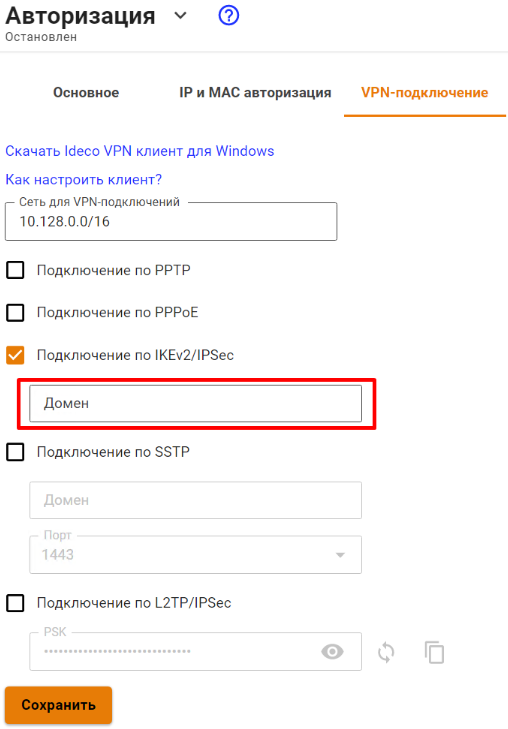 Авторизация
Остановлен
Основное IP и MAC авторизация VPN-подключение
Скачать Ideco VPN клиент для Windows
Как настроить клиент?
Сеть для VPN-подключений
10.128.0.0/16
Подключение по PPTP
Подключение по PPPoE
Подключение по IKEv2/IPSec
Домен
Подключение по SSTP
Домен
Порт
1443
Подключение по L2TP/IPSec
PSK
••••••••••••••••••••••••••••
Сохранить